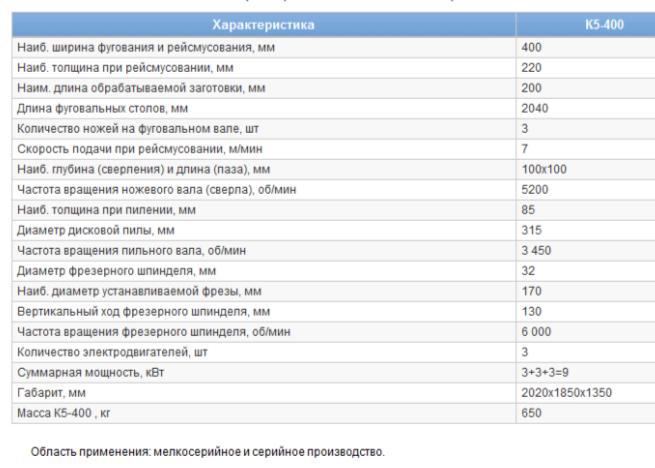 Характеристика К5-400
Наиб. ширина фугования и рейсмусования, мм 400
Наиб. толщина при рейсмусовании, мм 220
Наим. длина обрабатываемой заготовки, мм 200
Длина фуговальных столов, мм 2040
Количество ножей на фуговальном вале, шт 3
Скорость подачи при рейсмусовании, м/мин 7
Наиб. глубина (сверления) и длина (паза), мм 100x100
Частота вращения ножевого вала (сверла), об/мин 5200
Наиб. толщина при пилении, мм 85
Диаметр дисковой пилы, мм 315
Частота вращения пильного вала, об/мин 3 450
Диаметр фрезерного шпинделя, мм 32
Наиб. диаметр устанавливаемой фрезы, мм 170
Вертикальный ход фрезерного шпинделя, мм 130
Частота вращения фрезерного шпинделя, об/мин 6 000
Количество электродвигателей, шт 3
Суммарная мощность, кВт 3+3+3=9
Габарит, мм 2020x1850x1350
Масса К5-400 , кг 650
Область применения: мелкосерийное и серийное производство.